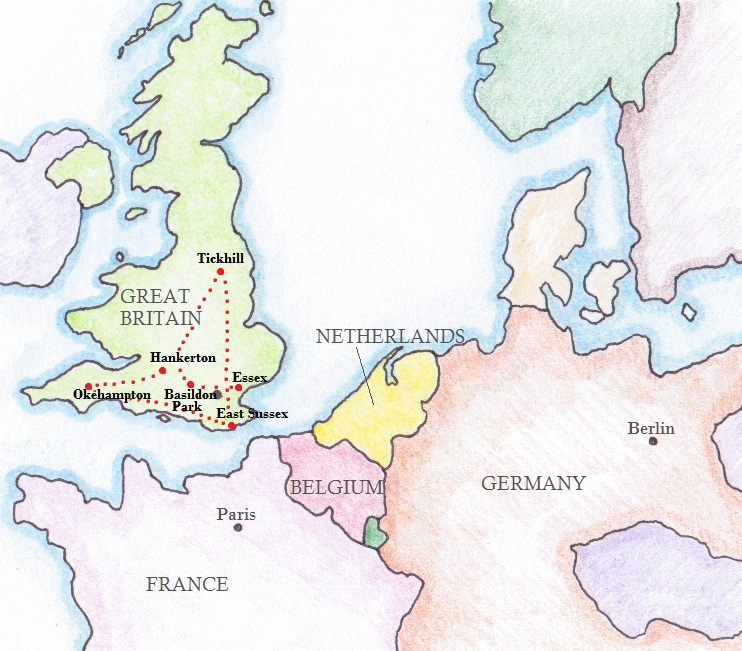 Tickhill
GREAT
BRITAIN
NETHERLANDS
Hankerton
Essex
Okehampton
Basildon
Park
East Sussex
Berlin
BELGIUM
GERMANY
Paris
FRANCE